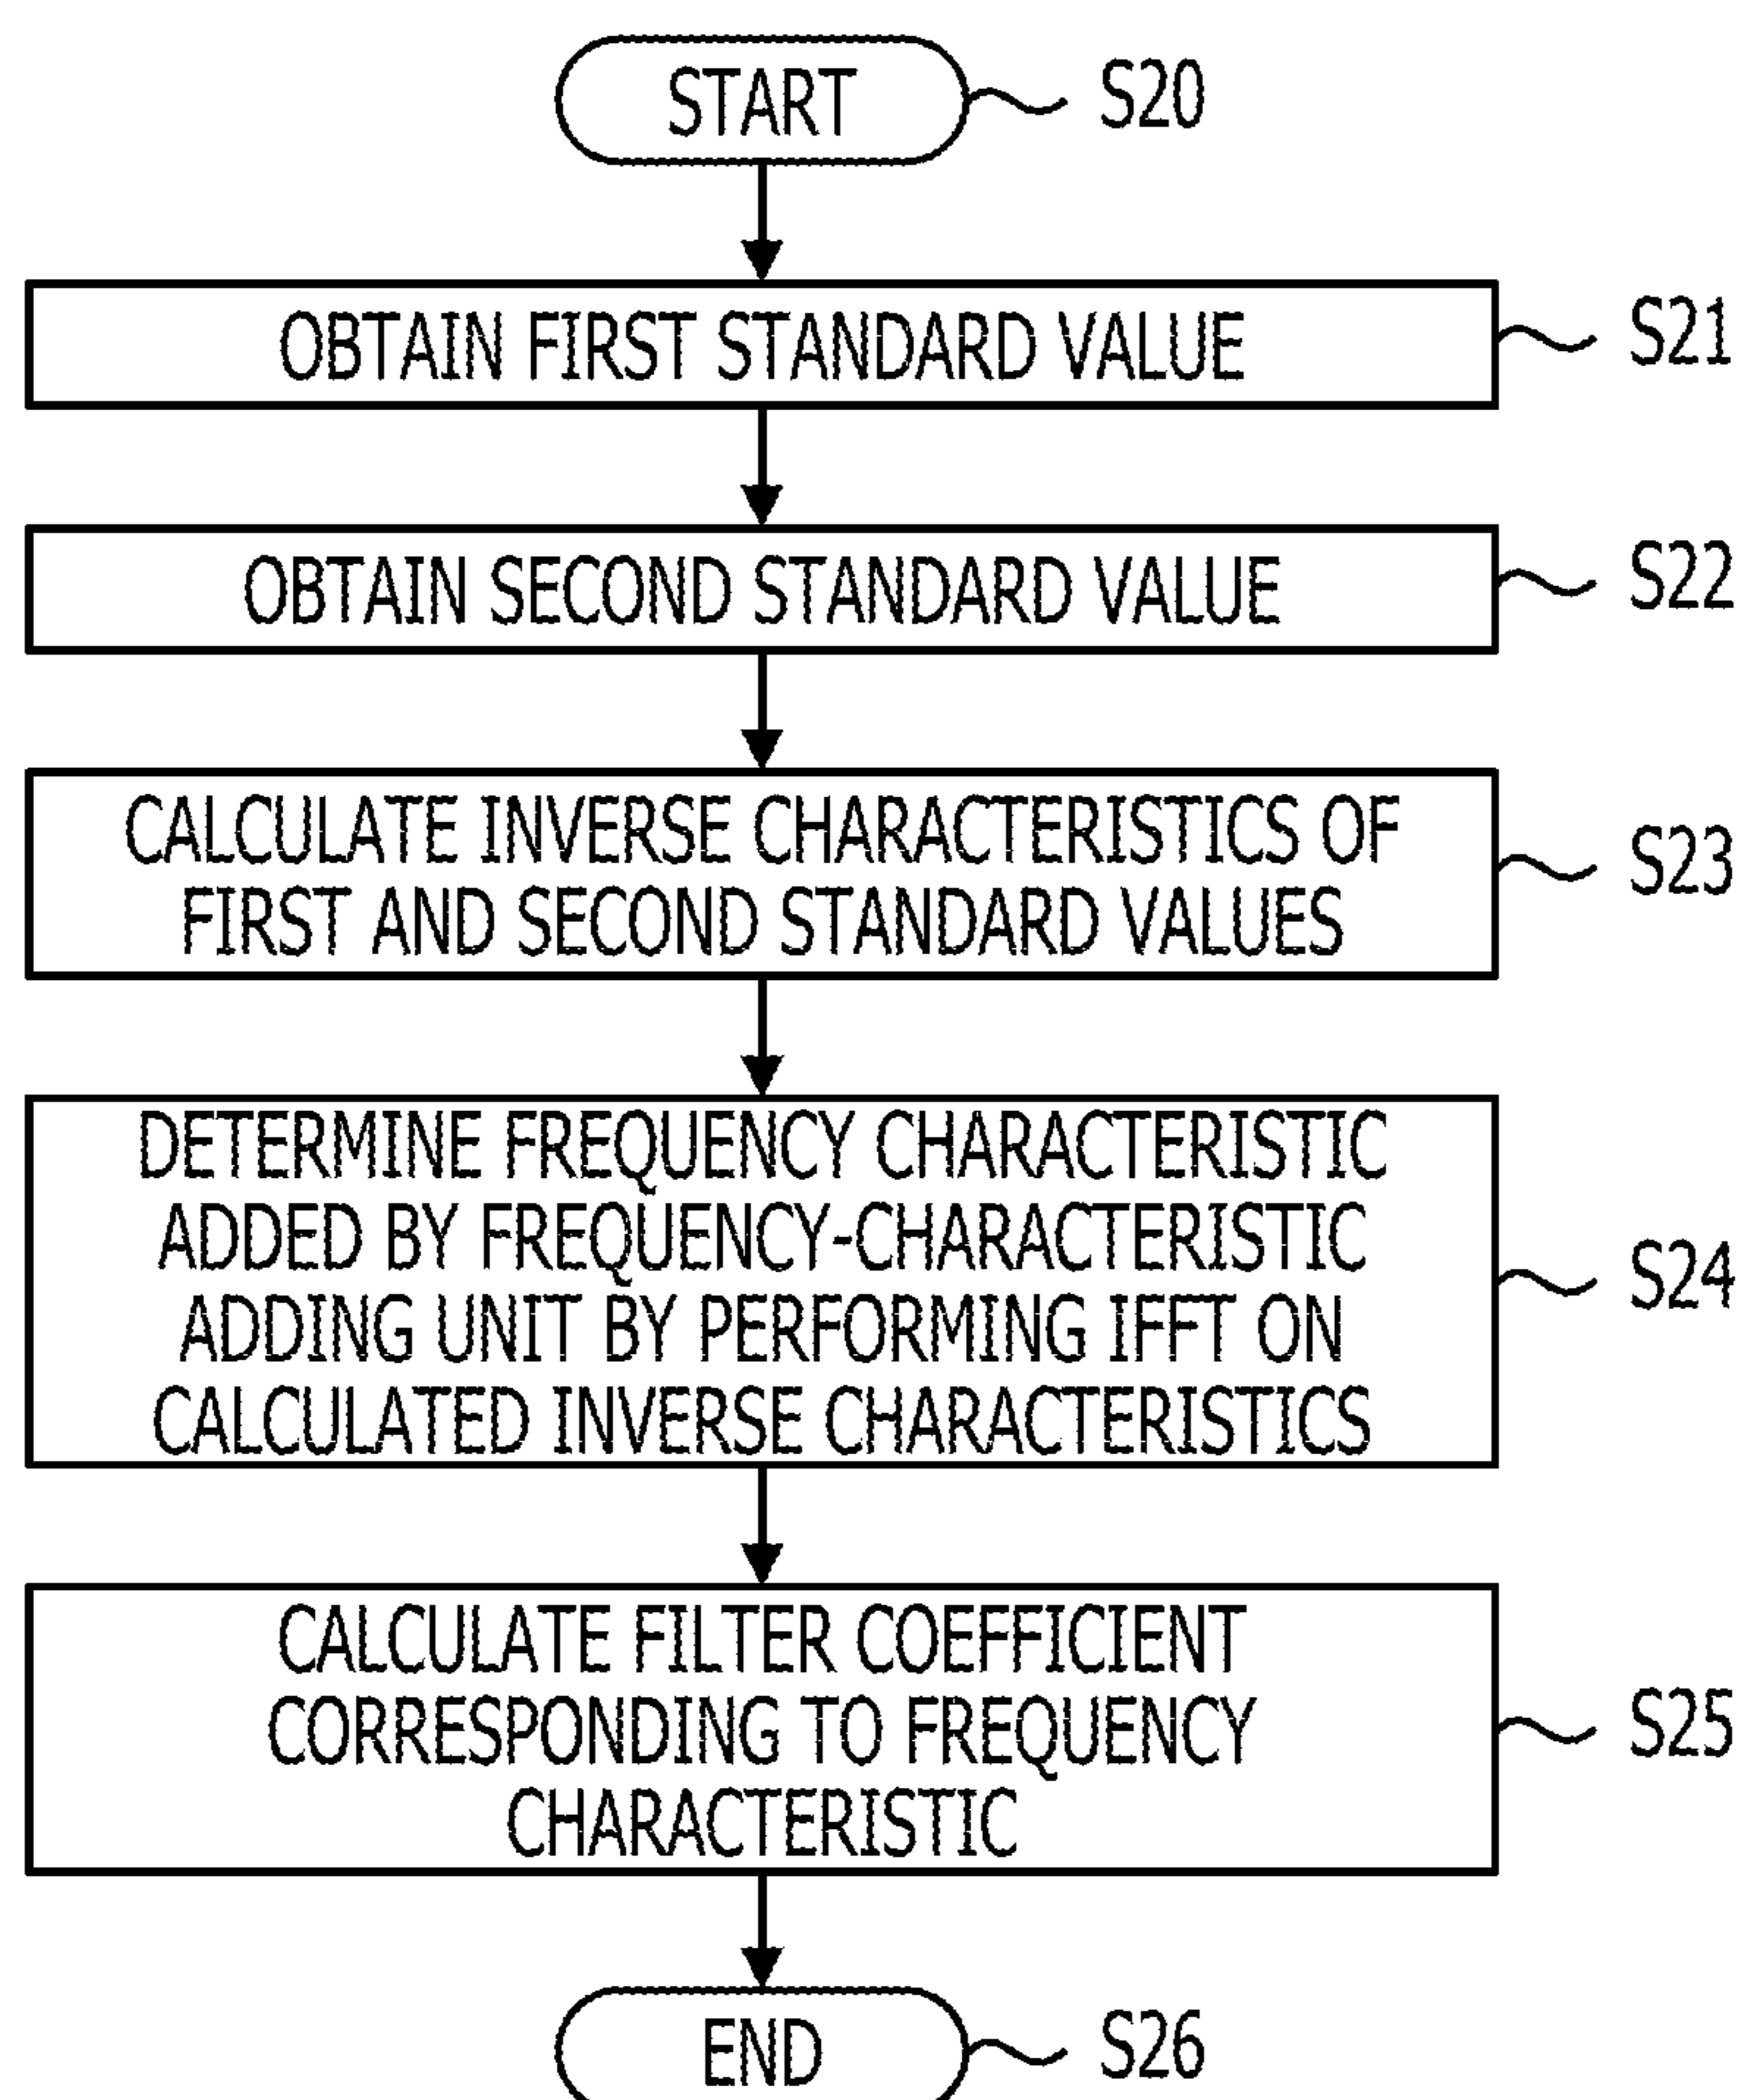 START
S20
OBTAIN FIRST STANDARD VALUE
S21
OBTAIN SECOND STANDARD VALUE
S22
CALCULATE INVERSE CHARACTERISTICS OF
FIRST AND SECOND STANDARD VALUES
S23
DETERMINE FREQUENCY CHARACTERISTIC
ADDED BY FREQUENCY-CHARACTERISTIC
ADDING UNIT BY PERFORMING IFFT ON
CALCULATED INVERSE CHARACTERISTICS
S24
CALCULATE FILTER COEFFICIENT
CORRESPONDING TO FREQUENCY
CHARACTERISTIC
S25
END
S26